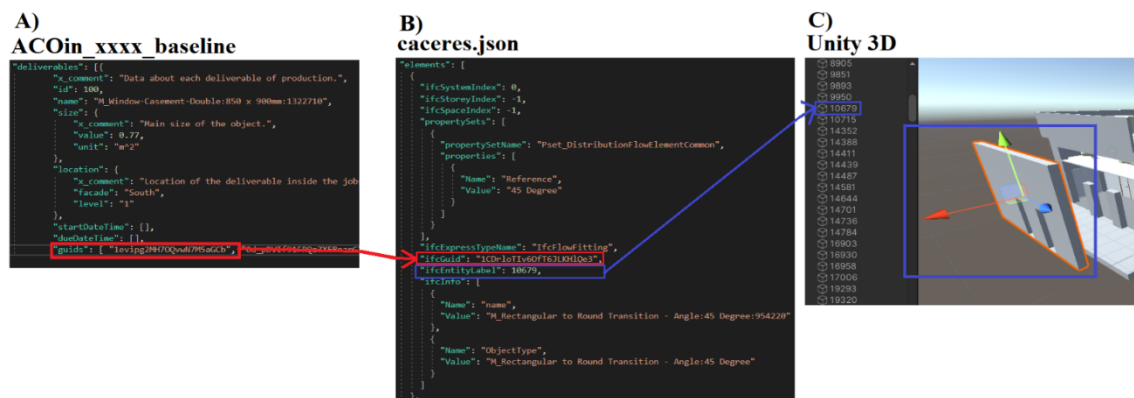 A)
ACOin_xxxx_baseline
"deliverables": [{
"x_comment": "Data about each deliverable of production.",
"id": 100,
"name": "M_Window-Casement-Double:850 x 900mm:1322710",
"size": {
"x_comment": "Main size of the object.",
"value": 0.77,
"unit": "m^2"
},
"location": {
"x_comment": "Location of the deliverable inside the job
"facade": "South",
"level": "1"
},
"startDateTime": [],
"dueDateTime": [],
"guids": [ "1evipg2MH7OQvwN7MSaGCb",
B)
caceres.json
"elements": [
{
"ifcSystemIndex": 0,
"ifcStoreyIndex": -1,
"ifcSpaceIndex": -1,
"propertySets": [
{
"propertySetName": "Pset_DistributionFlowElementCommon",
"properties": [
{
"Name": "Reference",
"Value": "45 Degree"
}
]
}
],
"ifcExpressTypeName": "IfcFlowFitting",
"ifcGuid": "1CDrloTIv6OfT6JLKHlQe3",
"ifcEntityLabel": 10679,
"ifcInfo": [
{
"Name": "name",
"Value": "M_Rectangular to Round Transition - Angle:45 Degree:954220"
},
{
"Name": "ObjectType",
"Value": "M_Rectangular to Round Transition - Angle:45 Degree"
}
]
C)
Unity 3D
8905
9851
9893
9950
10679
10715
14352
14388
14411
14439
14487
14581
14644
14701
14736
14784
16903
16930
16958
17006
19293
19320